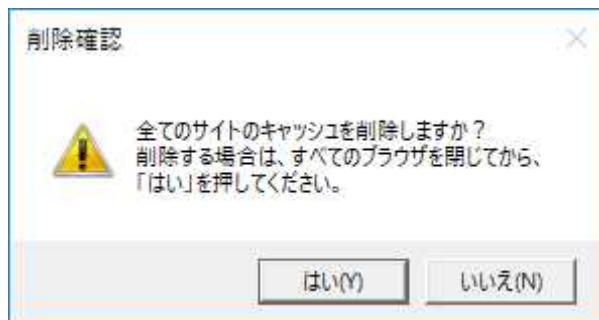 削除確認
全てのサイトのキャッシュを削除しますか？
削除する場合は、すべてのブラウザを閉じてから、
「はい」を押してください。
はい(Y)
いいえ(N)